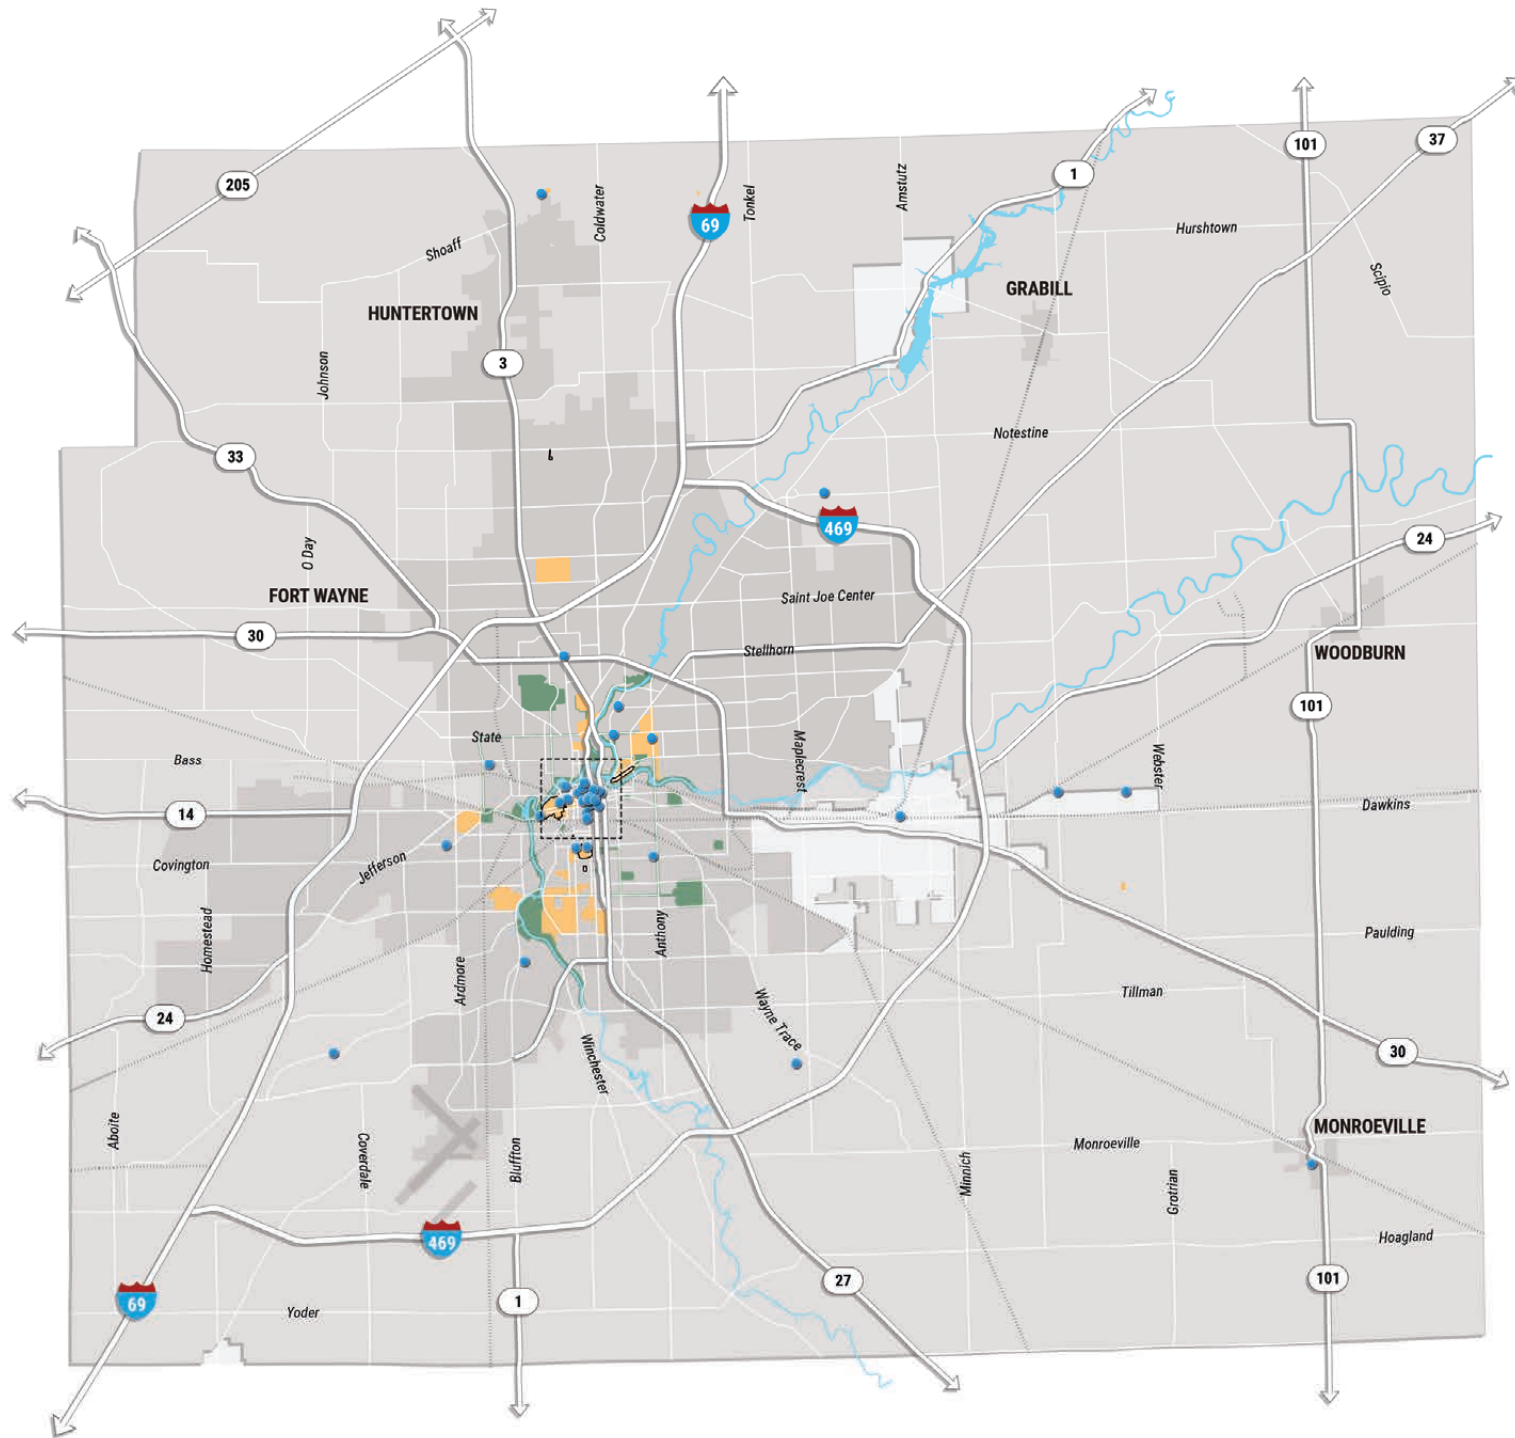 101
37
1
205
Coldwater
Tonkel
Amstutz
69
Hurshtown
Shoaff
Scipio
GRABILL
HUNTERTOWN
3
Johnson
Notestine
33
469
24
O Day
FORT WAYNE
Saint Joe Center
30
Stellhorn
WOODBURN
101
State
Bass
Maplecrest
Webster
14
Dawkins
Covington
Jefferson
Homestead
Anthony
Paulding
Ardmore
Tillman
24
Wayne Trace
30
Winchester
Aboite
MONROEVILLE
Coverdale
Bluffton
Monroeville
Minnich
Grotrian
469
Hoagland
27
101
69
1
Yoder